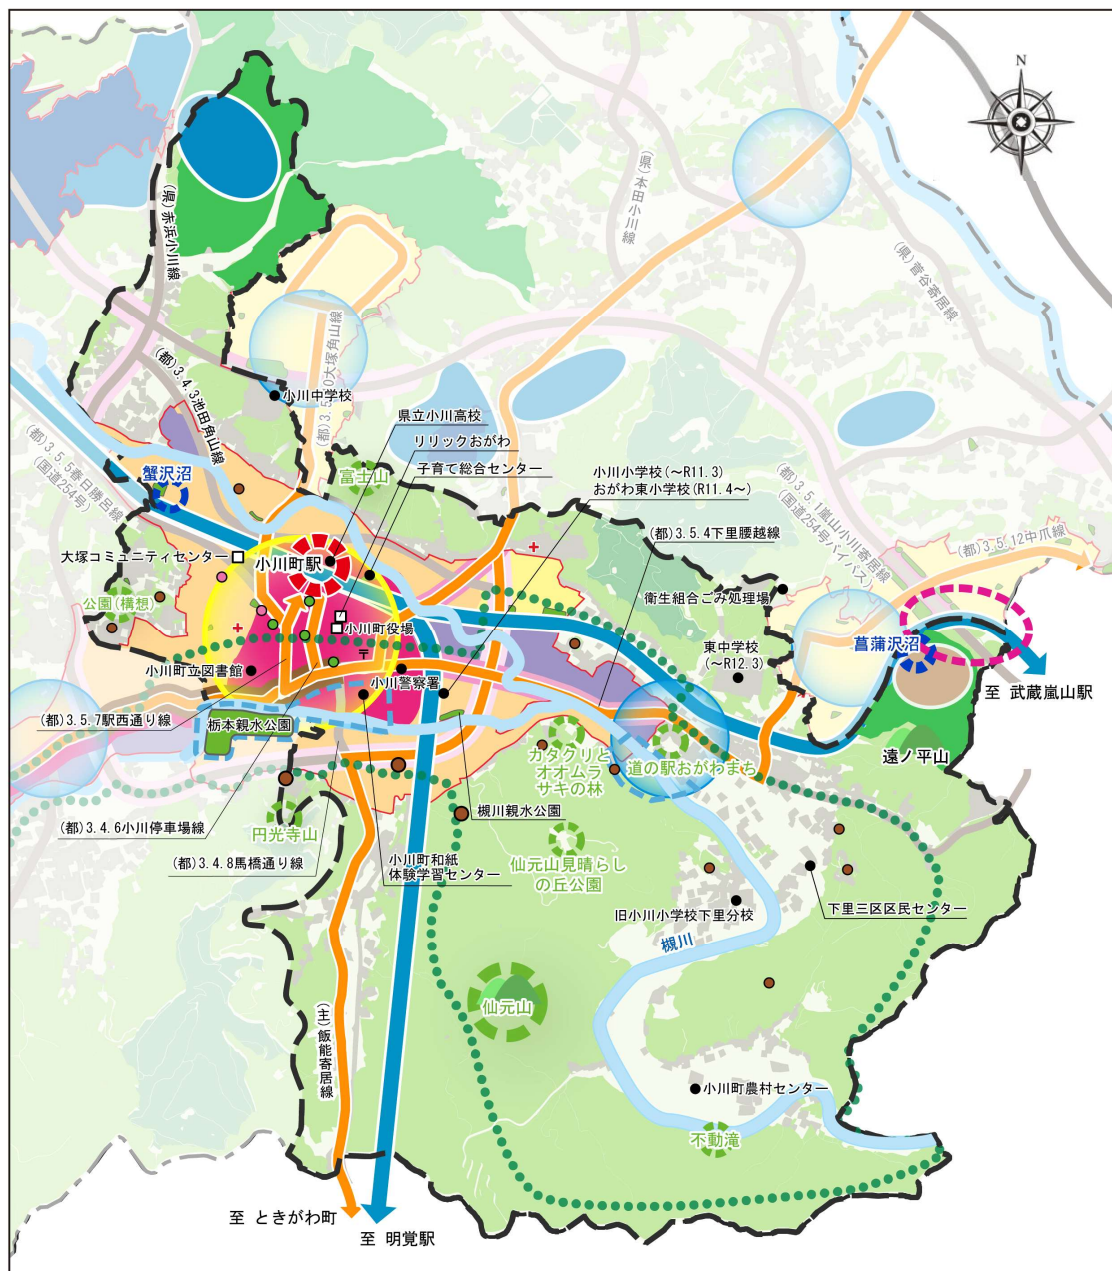 N
(県)本田小川線
(県)赤浜小川線
(県)菅谷寄居線
(都)3.5.10大塚角山線
(都)3.4.3池田角山線
小川中学校
県立小川高校
リリックおがわ
子育て総合センター
小川小学校(～R11.3)
おがわ東小学校(R11.4～)
(都)3.5.5春日勝呂線
(国道254号)
蟹沢沼
富士山
(都)3.5.1嵐山小川寄居線
(国道254号バイパス)
(都)3.5.4下里腰越線
(都)3.5.12中爪線
大塚コミュニティセンター
小川町駅
公園(構想)
衛生組合ごみ処理場
小川町役場
〒
菖蒲沢沼
東中学校
(～R12.3)
小川町立図書館
小川警察署
至 武蔵嵐山駅
(都)3.5.7駅西通り線
栃本親水公園
カタクリと
オオムラ
サキの林
道の駅おがわまち
遠ノ平山
槻川親水公園
(都)3.4.6小川停車場線
円光寺山
(都)3.4.8馬橋通り線
小川町和紙
体験学習センター
仙元山見晴らし
の丘公園
旧小川小学校下里分校
下里三区区民センター
槻川
仙元山
(主)飯能寄居線
小川町農村センター
不動滝
至 ときがわ町
至 明覚駅